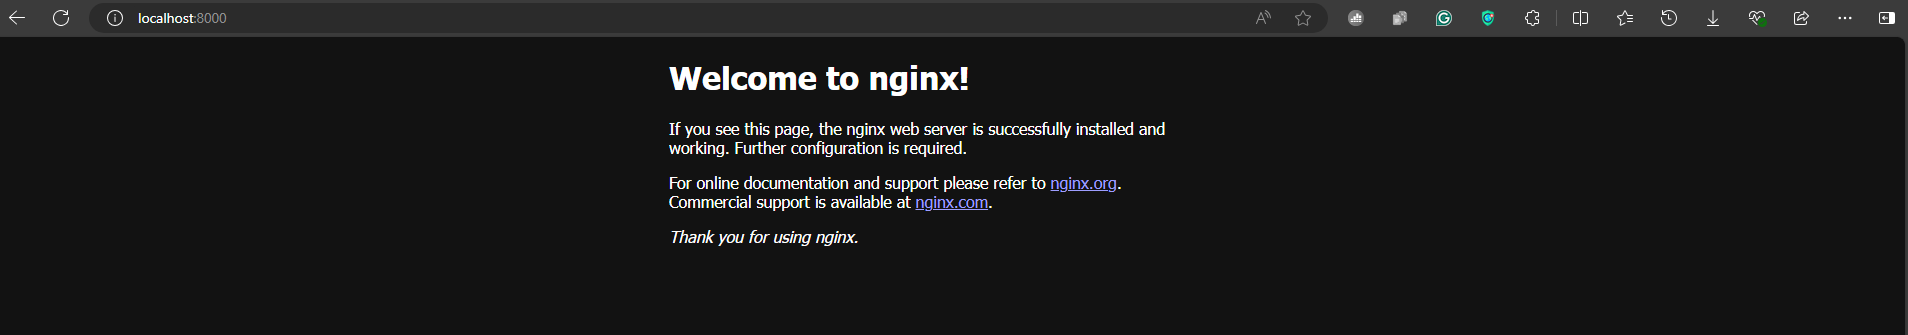 localhost:8000
Welcome to nginx!
If you see this page, the nginx web server is successfully installed and
working. Further configuration is required.
For online documentation and support please refer to nginx.org.
Commercial support is available at nginx.com.
Thank you for using nginx.